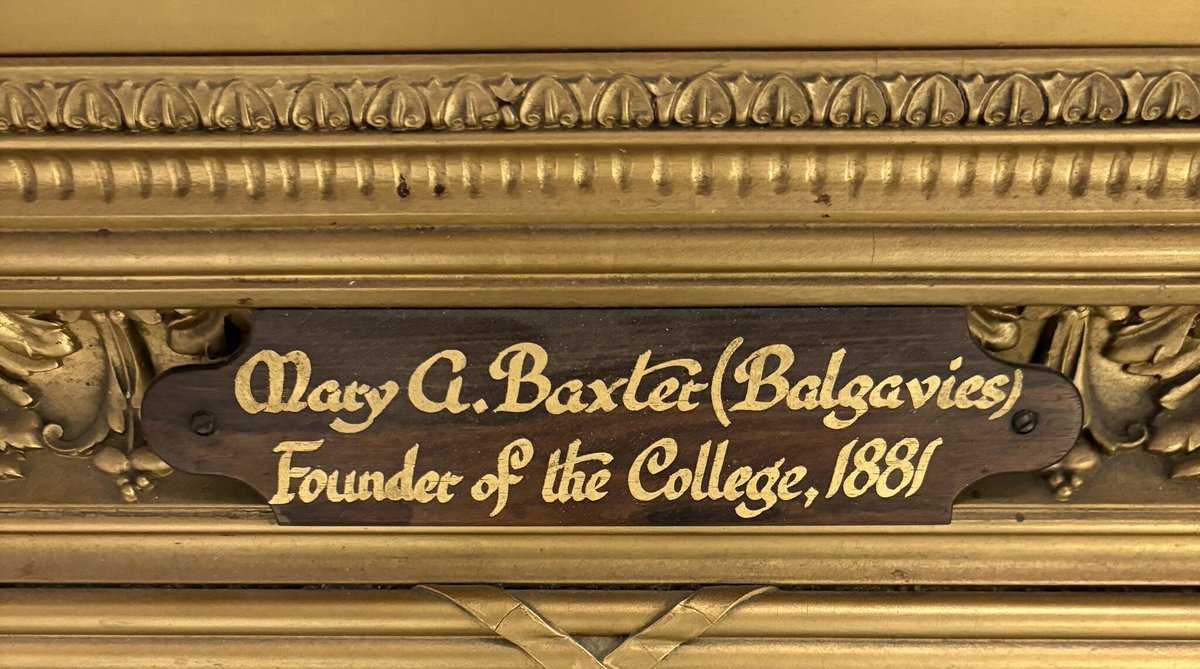 Mary A. Baxter (Balgavies)
Founder of the College, 1881